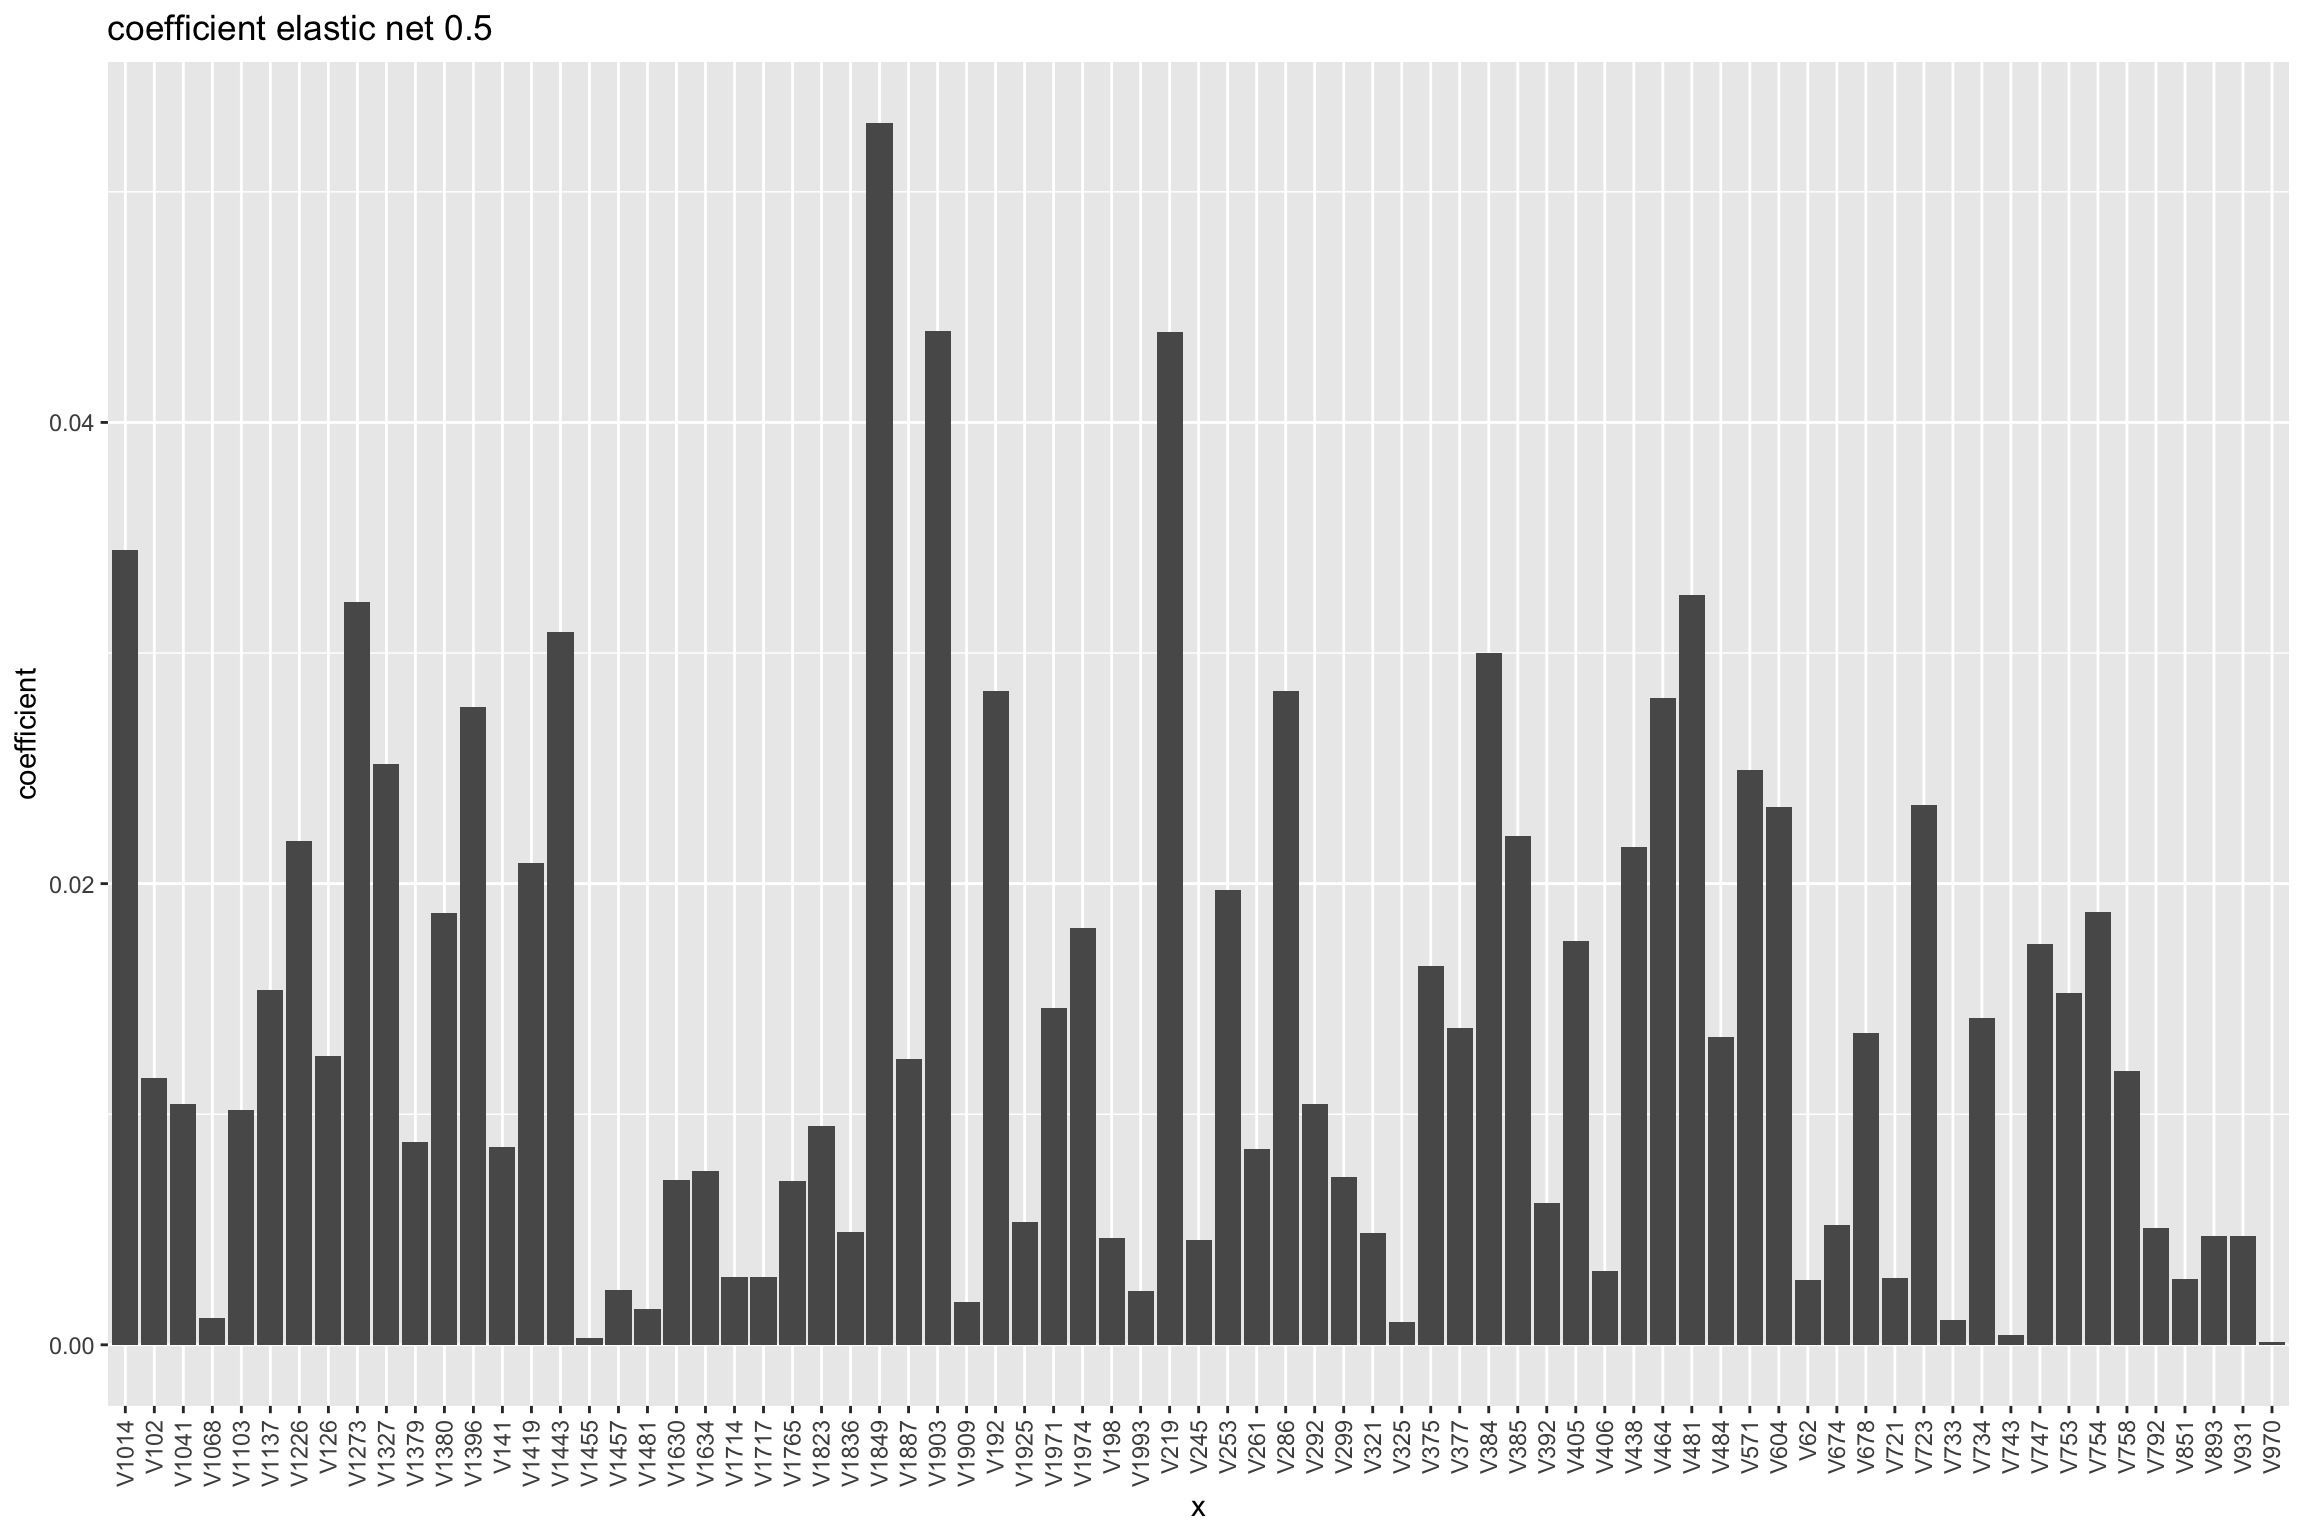 coefficient elastic net 0.5
coefficient
0.04
0.02
0.00
V1014 V102 V1041 V1068 V1103 V1137 V1226 V126 V1273 V1327 V1379 V1380 V1396 V141 V1419 V1443 V1455 V1457 V1481 V1630 V1634 V1714 V1717 V1765 V1823 V1836 V1849 V1887 V1903 V1909 V192 V1925 V1971 V1974 V198 V1993 V219 V245 V253 V261 V286 V292 V299 V321 V325 V375 V377 V384 V385 V392 V405 V406 V438 V464 V481 V484 V571 V604 V62 V674 V678 V721 V723 V733 V734 V743 V747 V753 V754 V758 V792 V851 V893 V931 V970
x